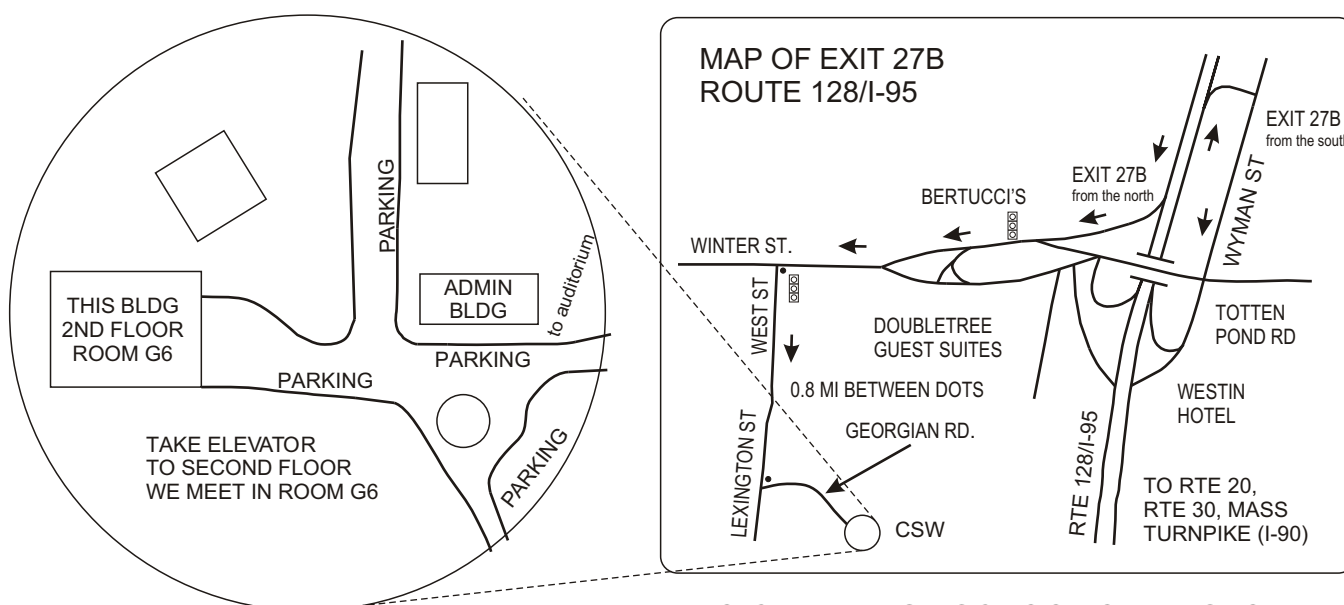 PARKING
to auditorium
THIS BLDG
2ND FLOOR
ROOM G6
ADMIN
BLDG
PARKING
PARKING
PARKING
TAKE ELEVATOR
TO SECOND FLOOR
WE MEET IN ROOM G6
MAP OF EXIT 27B
ROUTE 128/I-95
EXIT 27B
from the south
EXIT 27B
from the north
WYMAN ST
BERTUCCI'S
WINTER ST.
WEST ST
DOUBLETREE
GUEST SUITES
TOTTEN
POND RD
0.8 MI BETWEEN DOTS
WESTIN
HOTEL
GEORGIAN RD.
LEXINGTON ST
RTE 128/I-95
CSW
TO RTE 20,
RTE 30, MASS
TURNPIKE (I-90)